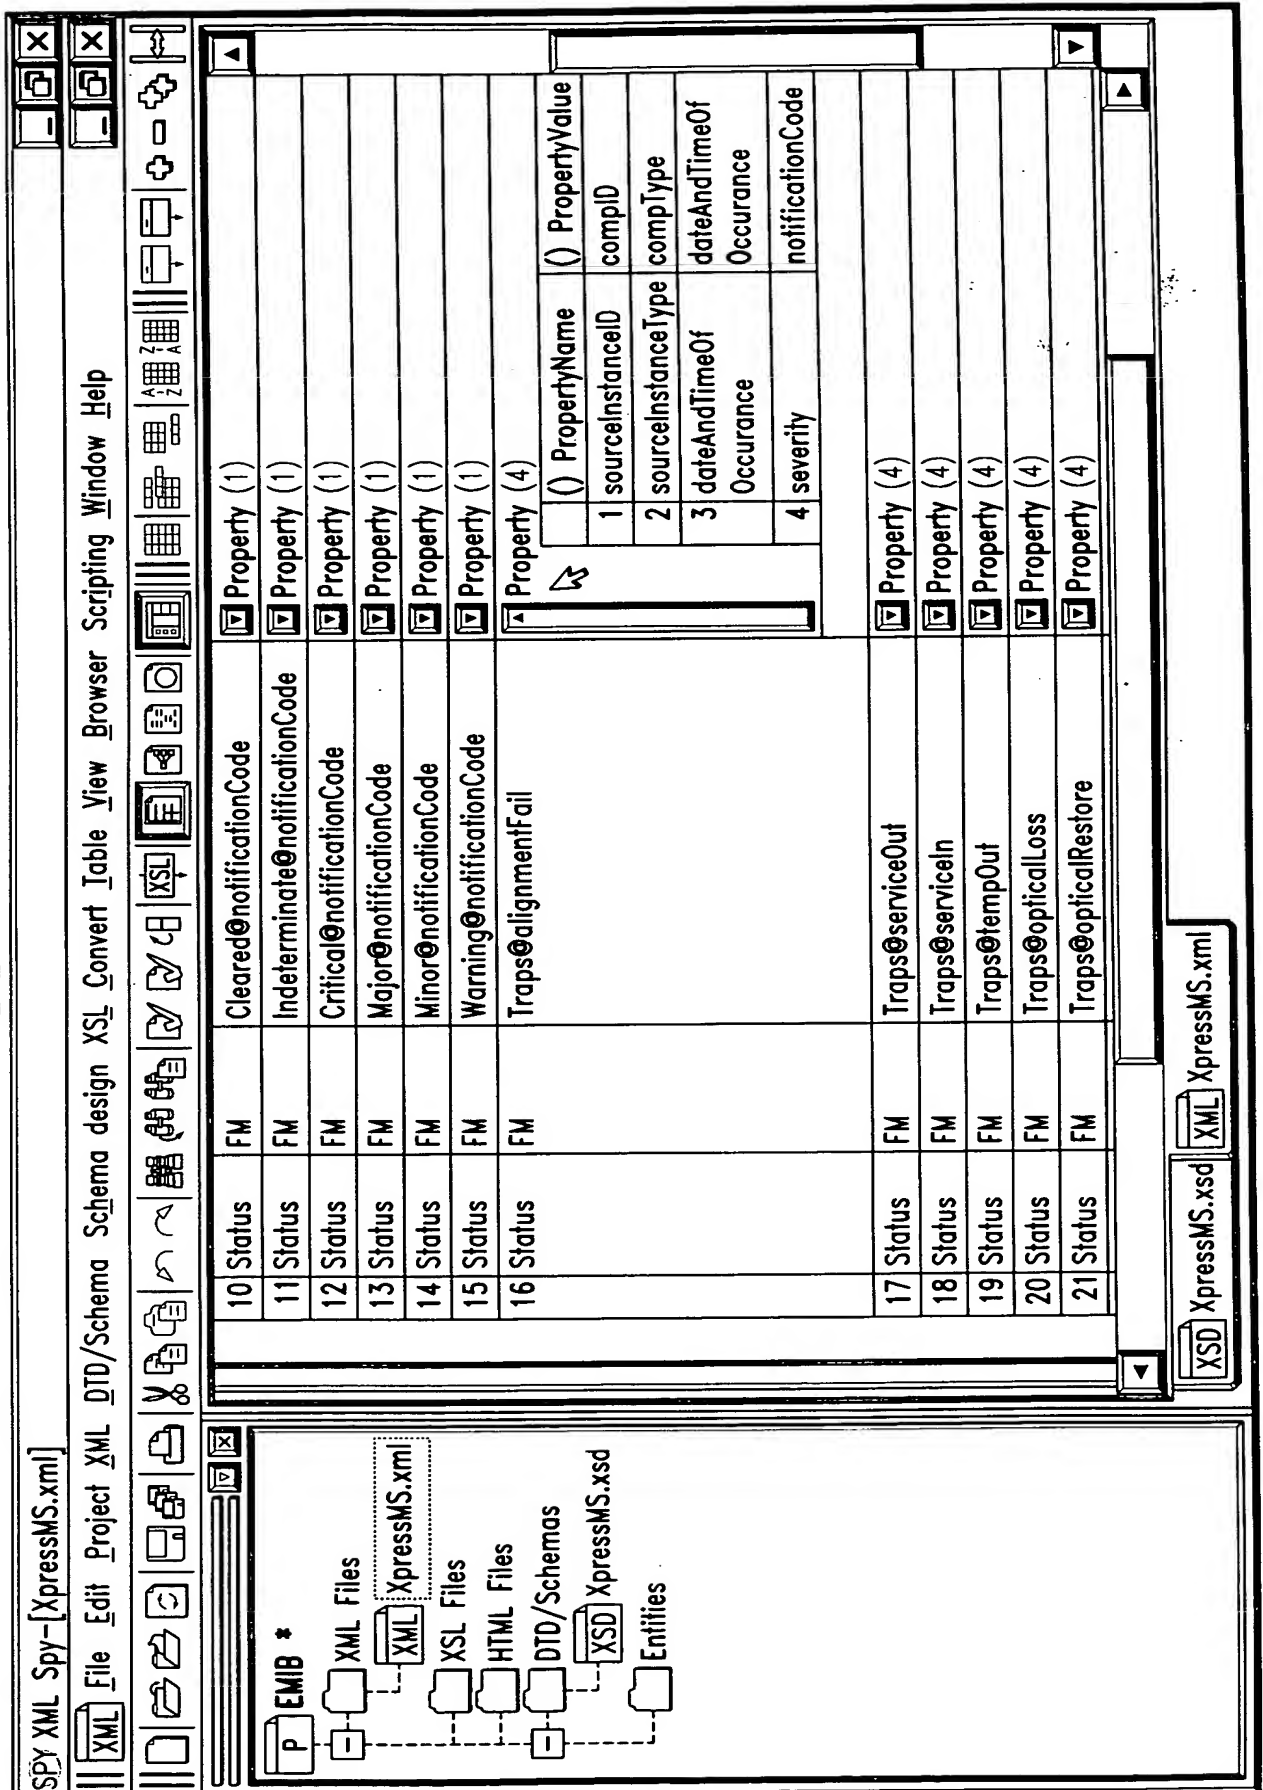 SPY XML Spy-[XpressMS.xml]
XML File Edit Project XML DTD/Schema Schema design XSL Convert Table View Browser Scripting Window Help
XSL A Z Z A
P EMIB *
XML Files
XML XpressMS.xml
XSL Files
HTML Files
DTD/Schemas
XSD XpressMS.xsd
Entities
10 Status FM Cleared@notificationCode Property (1)
11 Status FM Indeterminate@notificationCode Property (1)
12 Status FM Critical@notificationCode Property (1)
13 Status FM Major@notificationCode Property (1)
14 Status FM Minor@notificationCode Property (1)
15 Status FM Warning@notificationCode Property (1)
16 Status FM Traps@alignmentFail Property (4)
() PropertyName () PropertyValue
1 sourceInstanceID compID
2 sourceInstanceType compType
3 dateAndTimeOf dateAndTimeOf
Occurance Occurance
4 severity notificationCode
17 Status FM Traps@serviceOut Property (4)
18 Status FM Traps@serviceIn Property (4)
19 Status FM Traps@tempOut Property (4)
20 Status FM Traps@opticalLoss Property (4)
21 Status FM Traps@opticalRestore Property (4)
XSD XpressMS.xsd XML XpressMS.xml